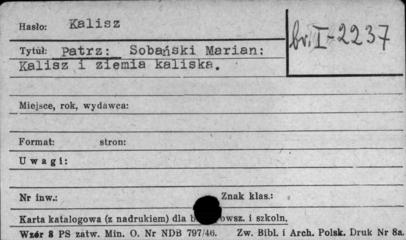 Hasło: Kalisz
br. I-2237
Tytuł: Patrz: Sobański Marian:
Kalisz i ziemia kaliska.
Miejsce, rok, wydawca:
Format: stron:
Uwagi:
Nr inw.: Znak klas.:
Karta katalogowa (z nadrukiem) dla owsz. i szkoln.
Wzór 8 PS zatw. Min. O. Nr NDB 797/46. Zw. Bibl. i Arch. Polsk. Druk Nr 8a.